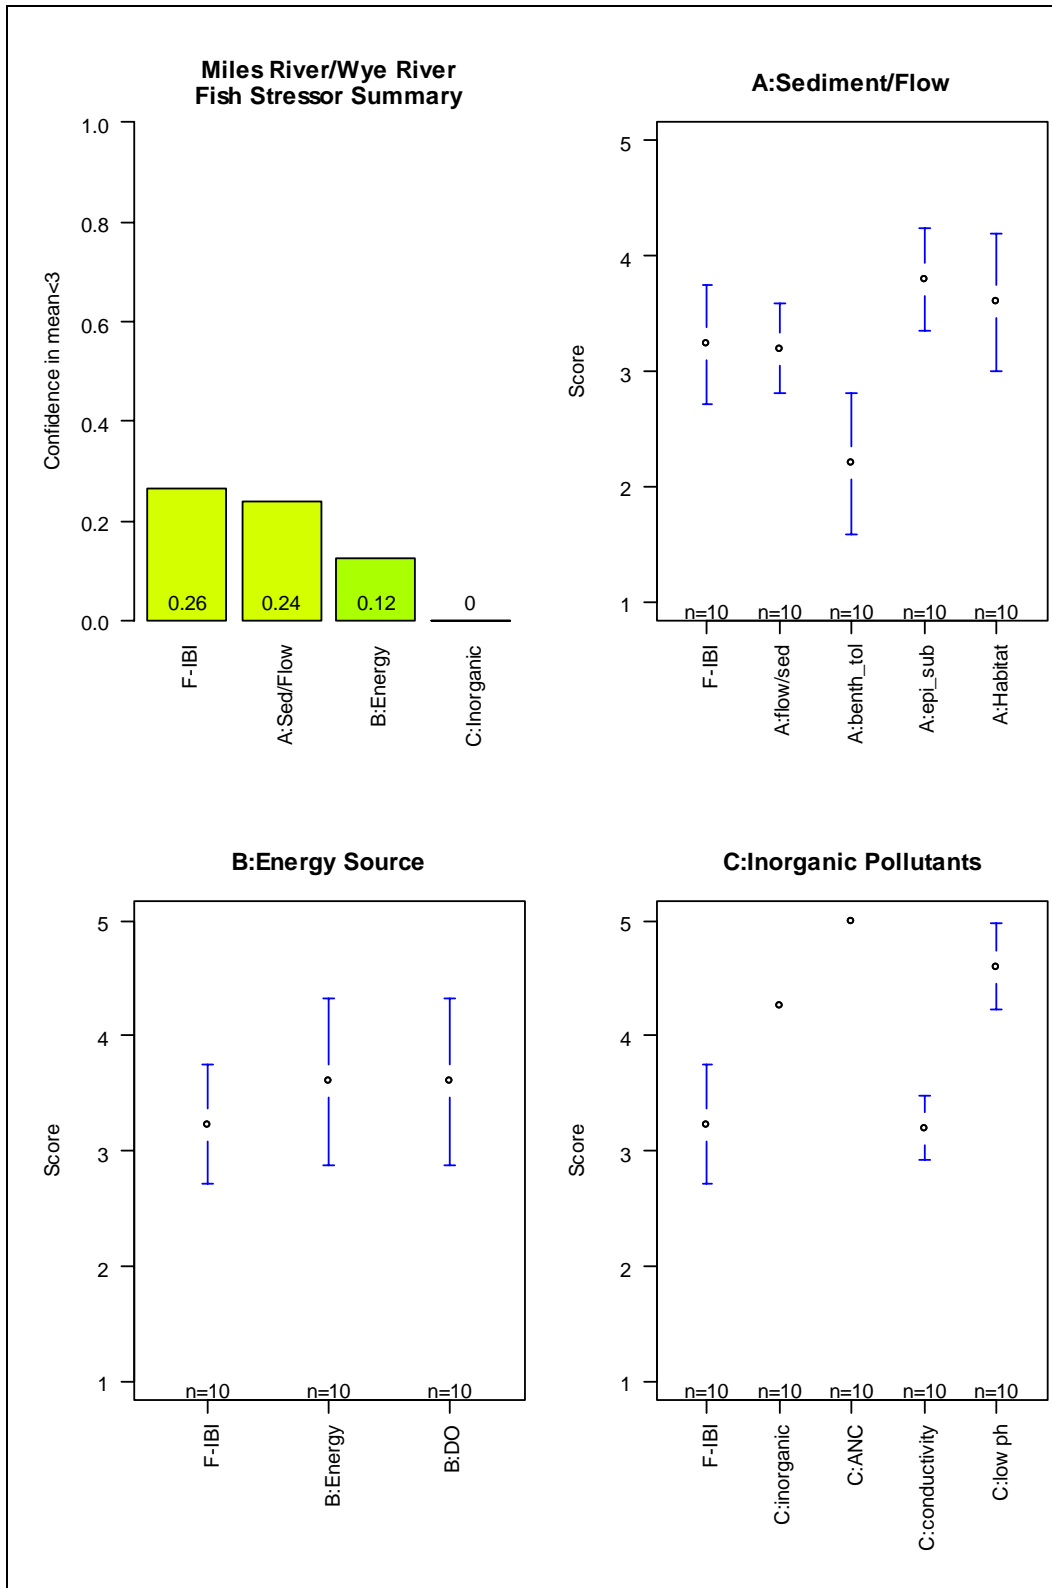 Miles River/Wye River
Fish Stressor Summary
Confidence in mean<3
1.0
0.8
0.6
0.4
0.2
0.0
0.26
0.24
0.12
0
F-IBI
A:Sed/Flow
B:Energy
C:Inorganic
A:Sediment/Flow
Score
5
4
3
2
1
n=10
n=10
n=10
n=10
n=10
F-IBI
A:flow/sed
A:benth_tol
A:epi_sub
A:Habitat
B:Energy Source
Score
5
4
3
2
1
n=10
n=10
n=10
F-IBI
B:Energy
B:DO
C:Inorganic Pollutants
Score
5
4
3
2
1
n=10
n=10
n=10
n=10
n=10
F-IBI
C:inorganic
C:ANC
C:conductivity
C:low ph